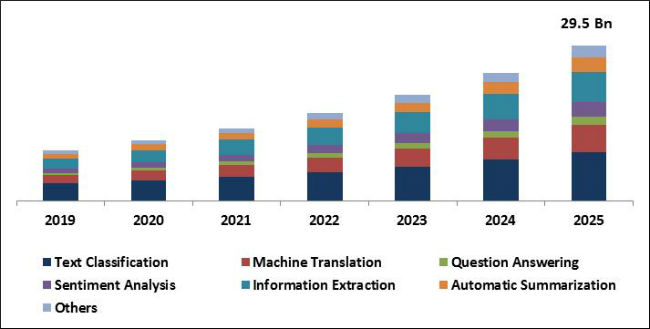 29.5 Bn
2019 2020 2021 2022 2023 2024 2025
Text Classification Machine Translation Question Answering
Sentiment Analysis Information Extraction Automatic Summarization
Others